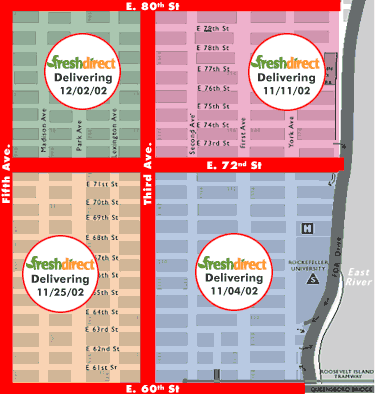 E. 80th St
E 79th St
E 78th St
E 77th St
E 76th St
E 75th St
E 74th St
E 73rd St
freshdirect
Delivering
12/02/02
freshdirect
Delivering
11/11/02
Madison Ave
Park Ave
Lexington Ave
Second Ave
First Ave
York Ave
Fifth Ave.
Third Ave.
E. 72nd St
E 71st St
E 70th St
E 69th St
E 68th St
67th St
66th St
65th St
E 64th St
E 63rd St
E 62nd St
E 61st St
freshdirect
Delivering
11/25/02
freshdirect
Delivering
11/04/02
H
ROCKEFELLER
UNIVERSITY
S
FDR Drive
East
River
ROOSEVELT ISLAND
TRAMWAY
E. 60th St
QUEENSBORO BRIDGE